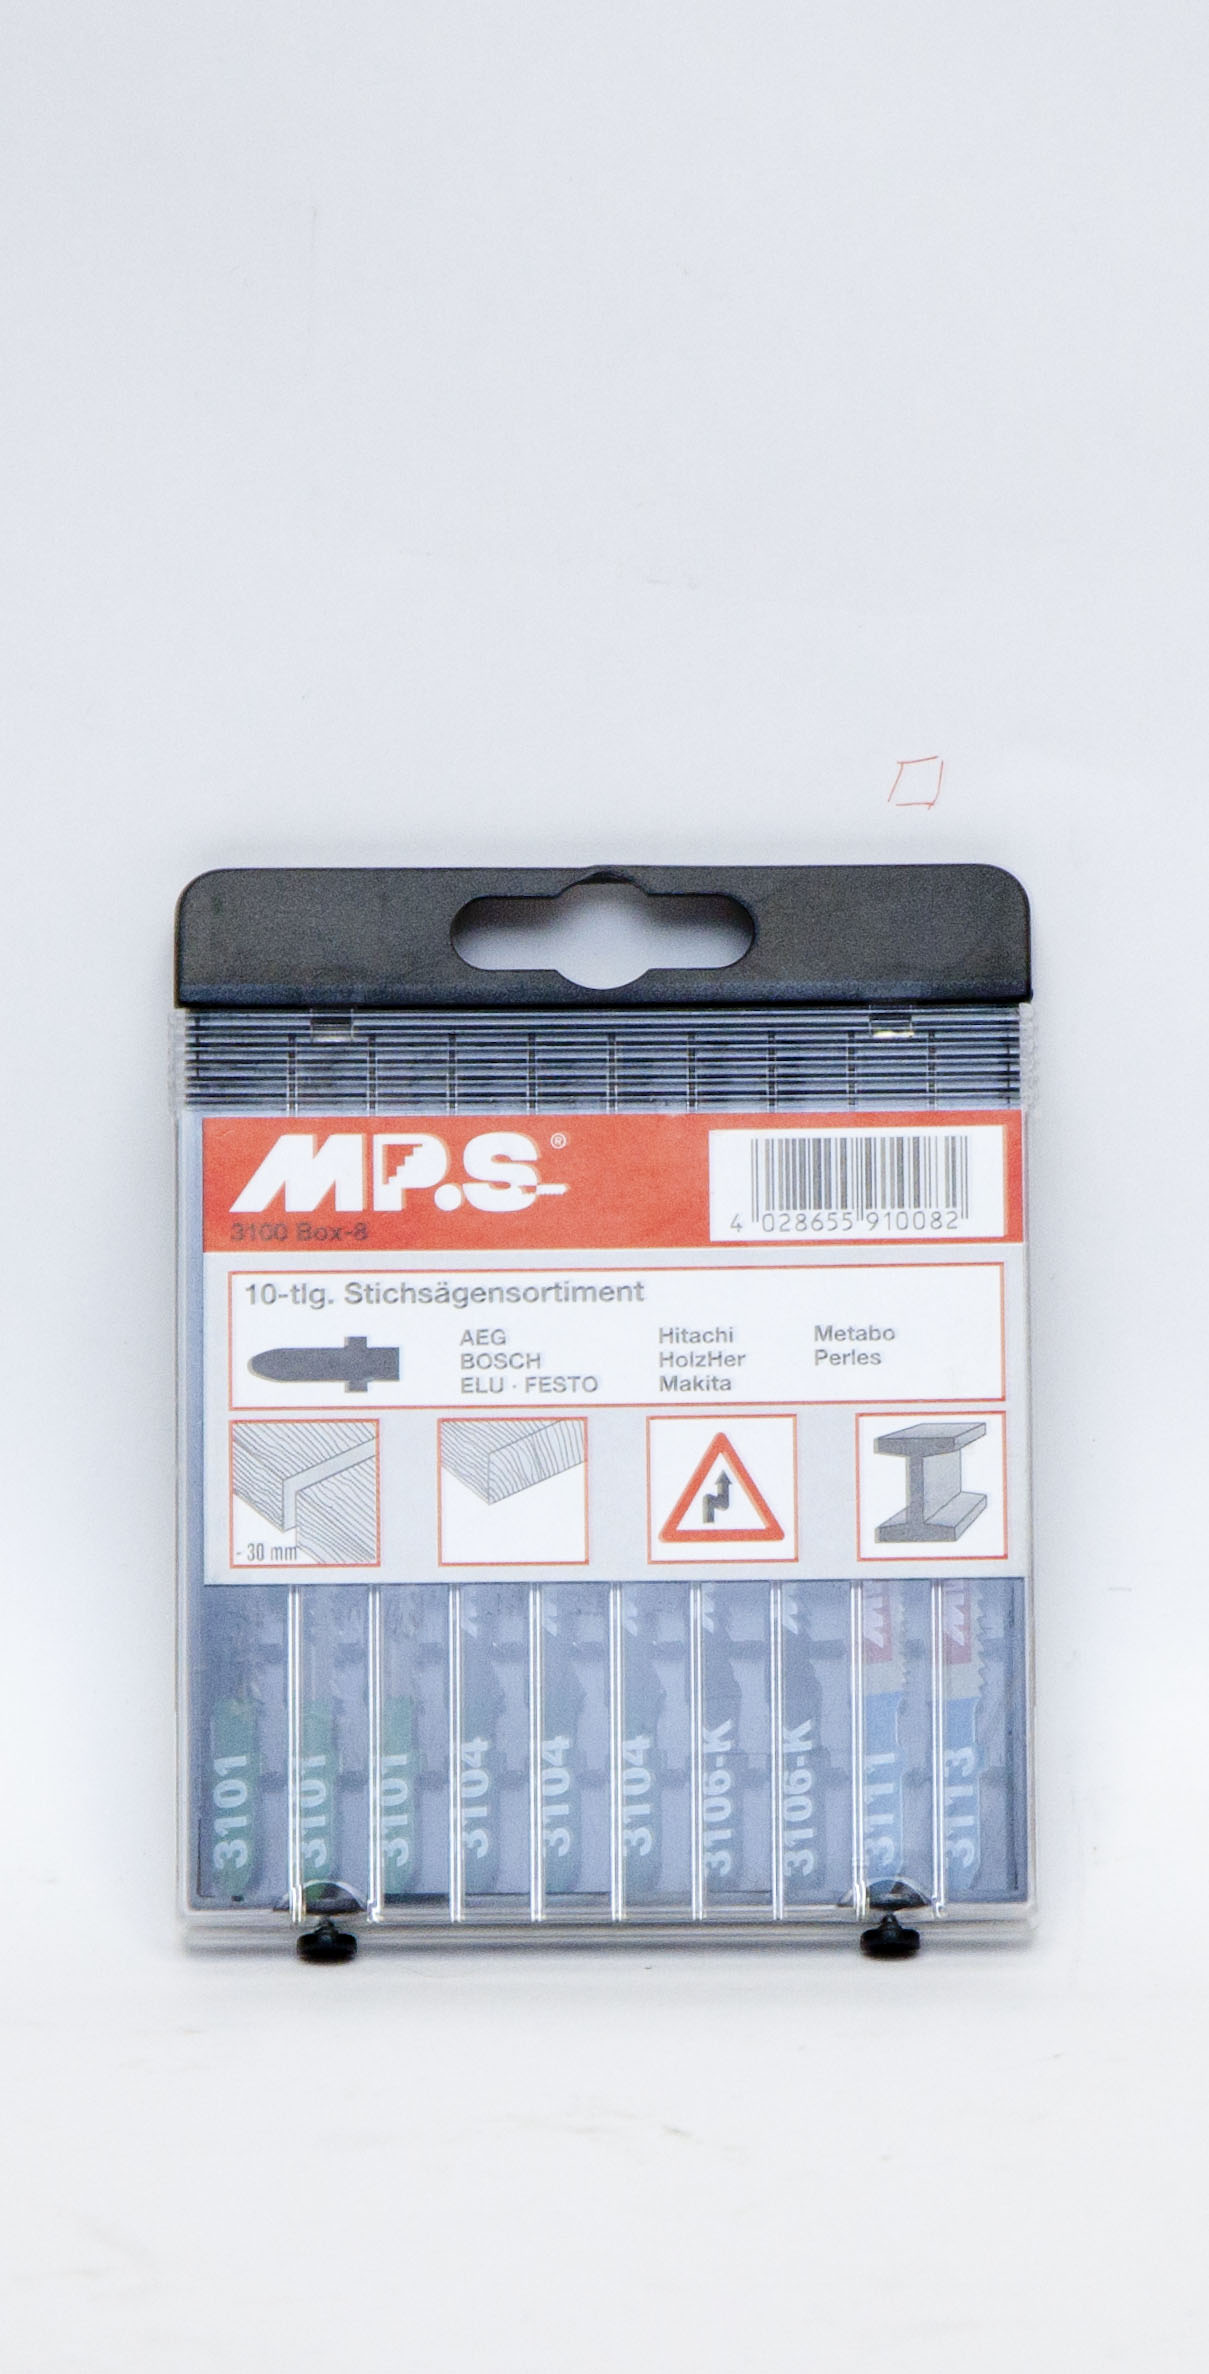 MP.S®
3100 Box-8
4 028655 910082
10-tlg. Stichsägensortiment
AEG
BOSCH
ELU · FESTO
Hitachi
HolzHer
Makita
Metabo
Perles
- 30 mm
3101
3101
3101
3104
3104
3104
3106-K
3106-K
3111
3113